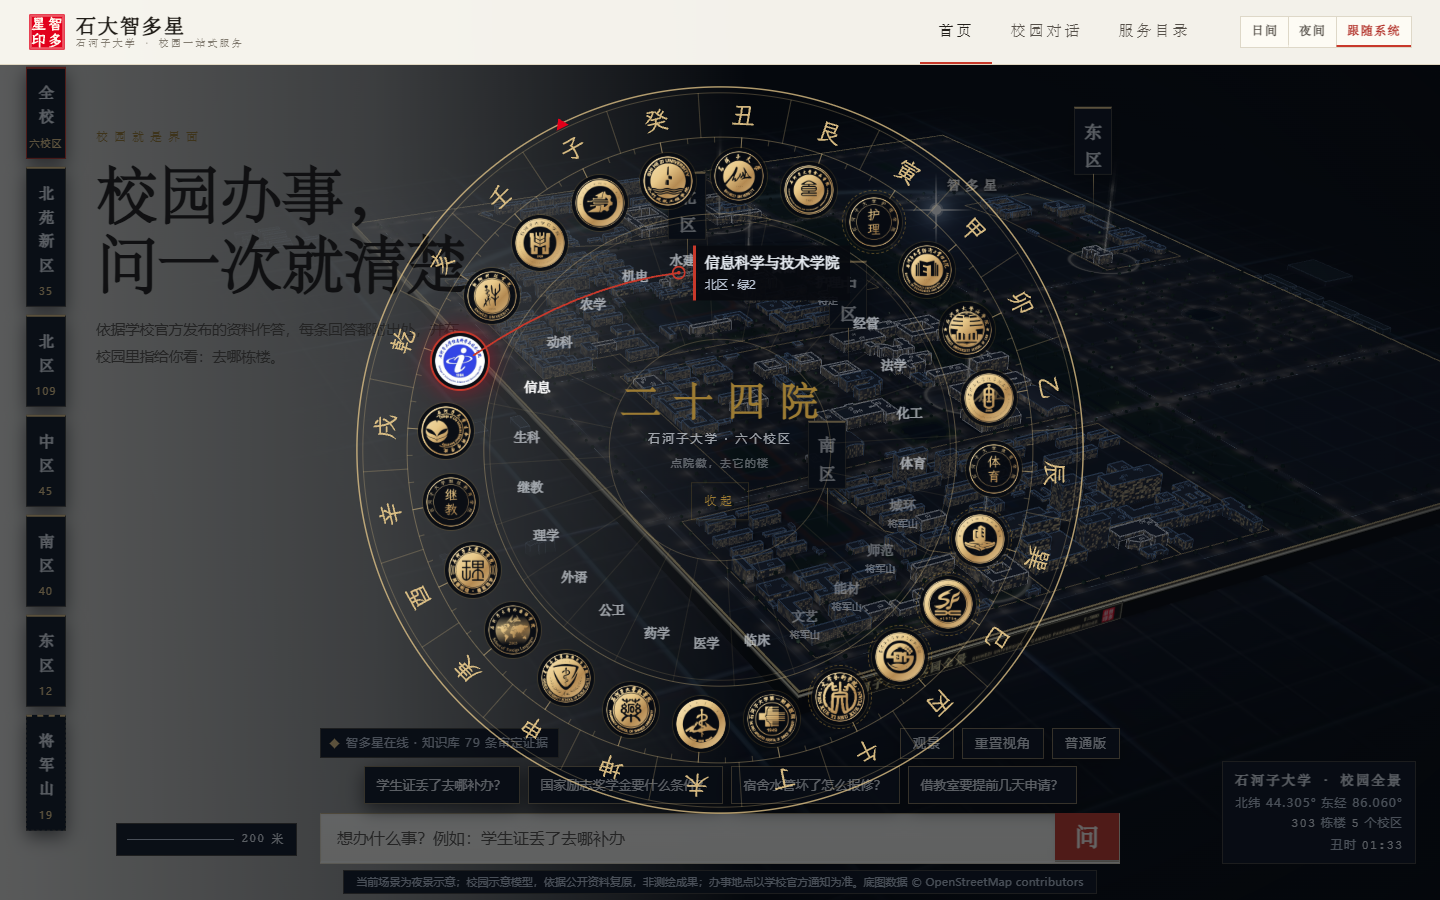 星智
印多
石大智多星
石河子大学 · 校园一站式服务
首页
校园对话
服务目录
日间
夜间
跟随系统
全校
六校区
北苑新区
35
北区
109
中区
45
南区
40
东区
12
将军山
19
校园就是界面
校园办事，
问一次就清楚
依据学校官方发布的资料作答，每条回答都
校园里指给你看：去哪栋楼。
癸
丑
艮
寅
甲
卯
乙
辰
巽
巳
丙
午
丁
未
坤
申
庚
酉
辛
戌
乾
亥
壬
子
东区
智多星
区
区
南区
护理
体育
继教
水建
机电
农学
动科
信息
生科
继教
理学
外语
公卫
药学
医学
临床
文艺
将军山
能材
将军山
师范
将军山
城环
将军山
体育
化工
法学
经管
信息科学与技术学院
北区 · 绿2
二十四院
石河子大学 · 六个校区
点院徽，去它的楼
收起
智多星在线 · 知识库 79 条审定证据
观景
重置视角
普通版
学生证丢了去哪补办？
国家励志奖学金要什么条件
宿舍水管坏了怎么报修？
借教室要提前几天申请？
200 米
想办什么事？例如：学生证丢了去哪补办
问
石河子大学 · 校园全景
北纬 44.305° 东经 86.060°
303 栋楼 5 个校区
丑时 01:33
当前场景为夜景示意；校园示意模型，依据公开资料复原，非测绘成果；办事地点以学校官方通知为准。底图数据 © OpenStreetMap contributors